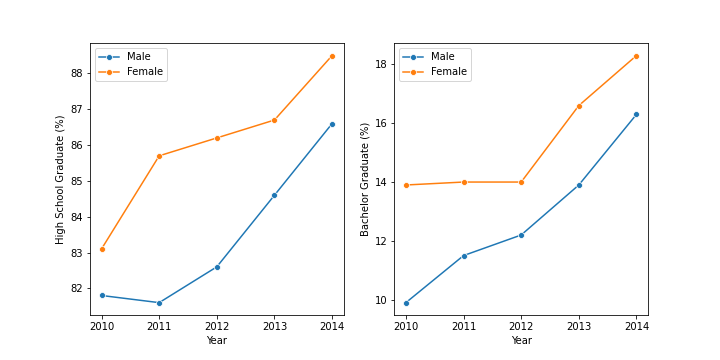 Male
Female
88
87
86
85
84
83
82
High School Graduate (%)
2010 2011 2012 2013 2014
Year
Male
Female
18
16
14
12
10
Bachelor Graduate (%)
2010 2011 2012 2013 2014
Year